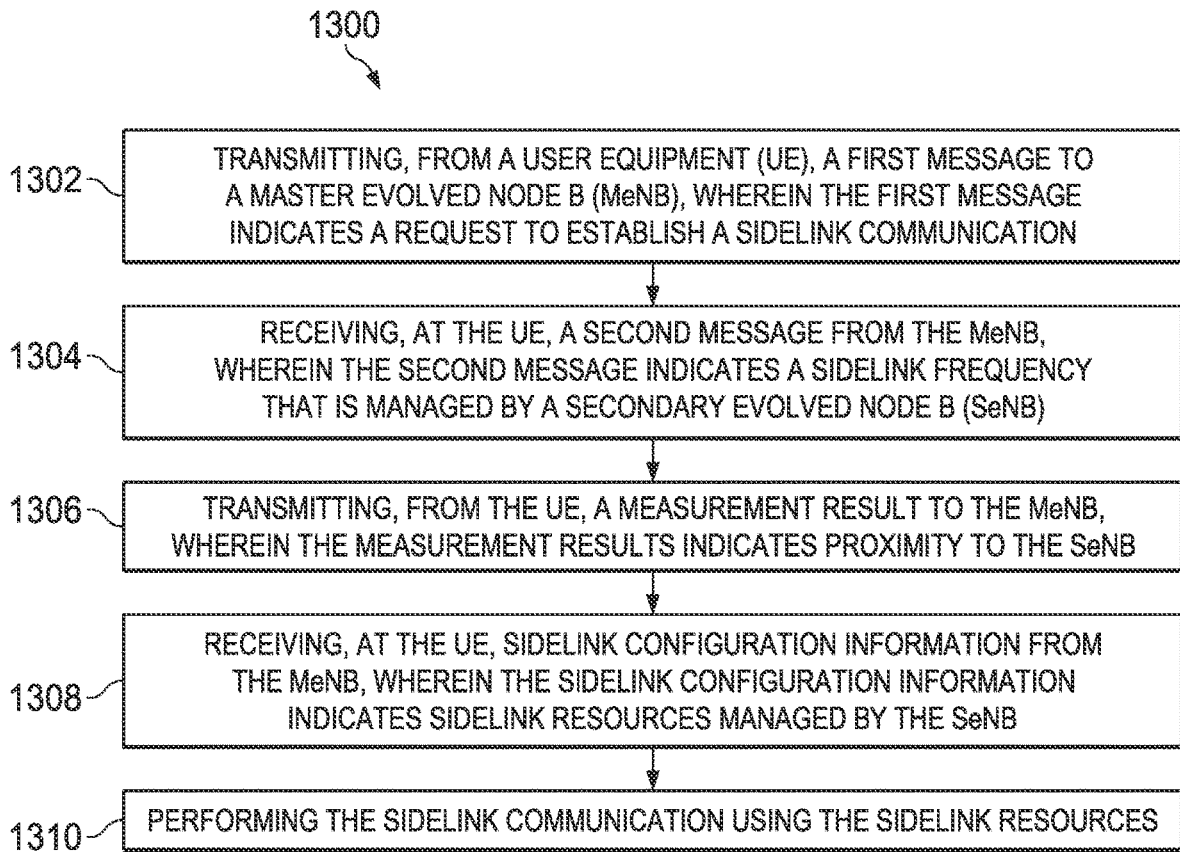 1300
1302
TRANSMITTING, FROM A USER EQUIPMENT (UE), A FIRST MESSAGE TO
A MASTER EVOLVED NODE B (MeNB), WHEREIN THE FIRST MESSAGE
INDICATES A REQUEST TO ESTABLISH A SIDELINK COMMUNICATION
1304
RECEIVING, AT THE UE, A SECOND MESSAGE FROM THE MeNB,
WHEREIN THE SECOND MESSAGE INDICATES A SIDELINK FREQUENCY
THAT IS MANAGED BY A SECONDARY EVOLVED NODE B (SeNB)
1306
TRANSMITTING, FROM THE UE, A MEASUREMENT RESULT TO THE MeNB,
WHEREIN THE MEASUREMENT RESULTS INDICATES PROXIMITY TO THE SeNB
1308
RECEIVING, AT THE UE, SIDELINK CONFIGURATION INFORMATION FROM
THE MeNB, WHEREIN THE SIDELINK CONFIGURATION INFORMATION
INDICATES SIDELINK RESOURCES MANAGED BY THE SeNB
1310
PERFORMING THE SIDELINK COMMUNICATION USING THE SIDELINK RESOURCES